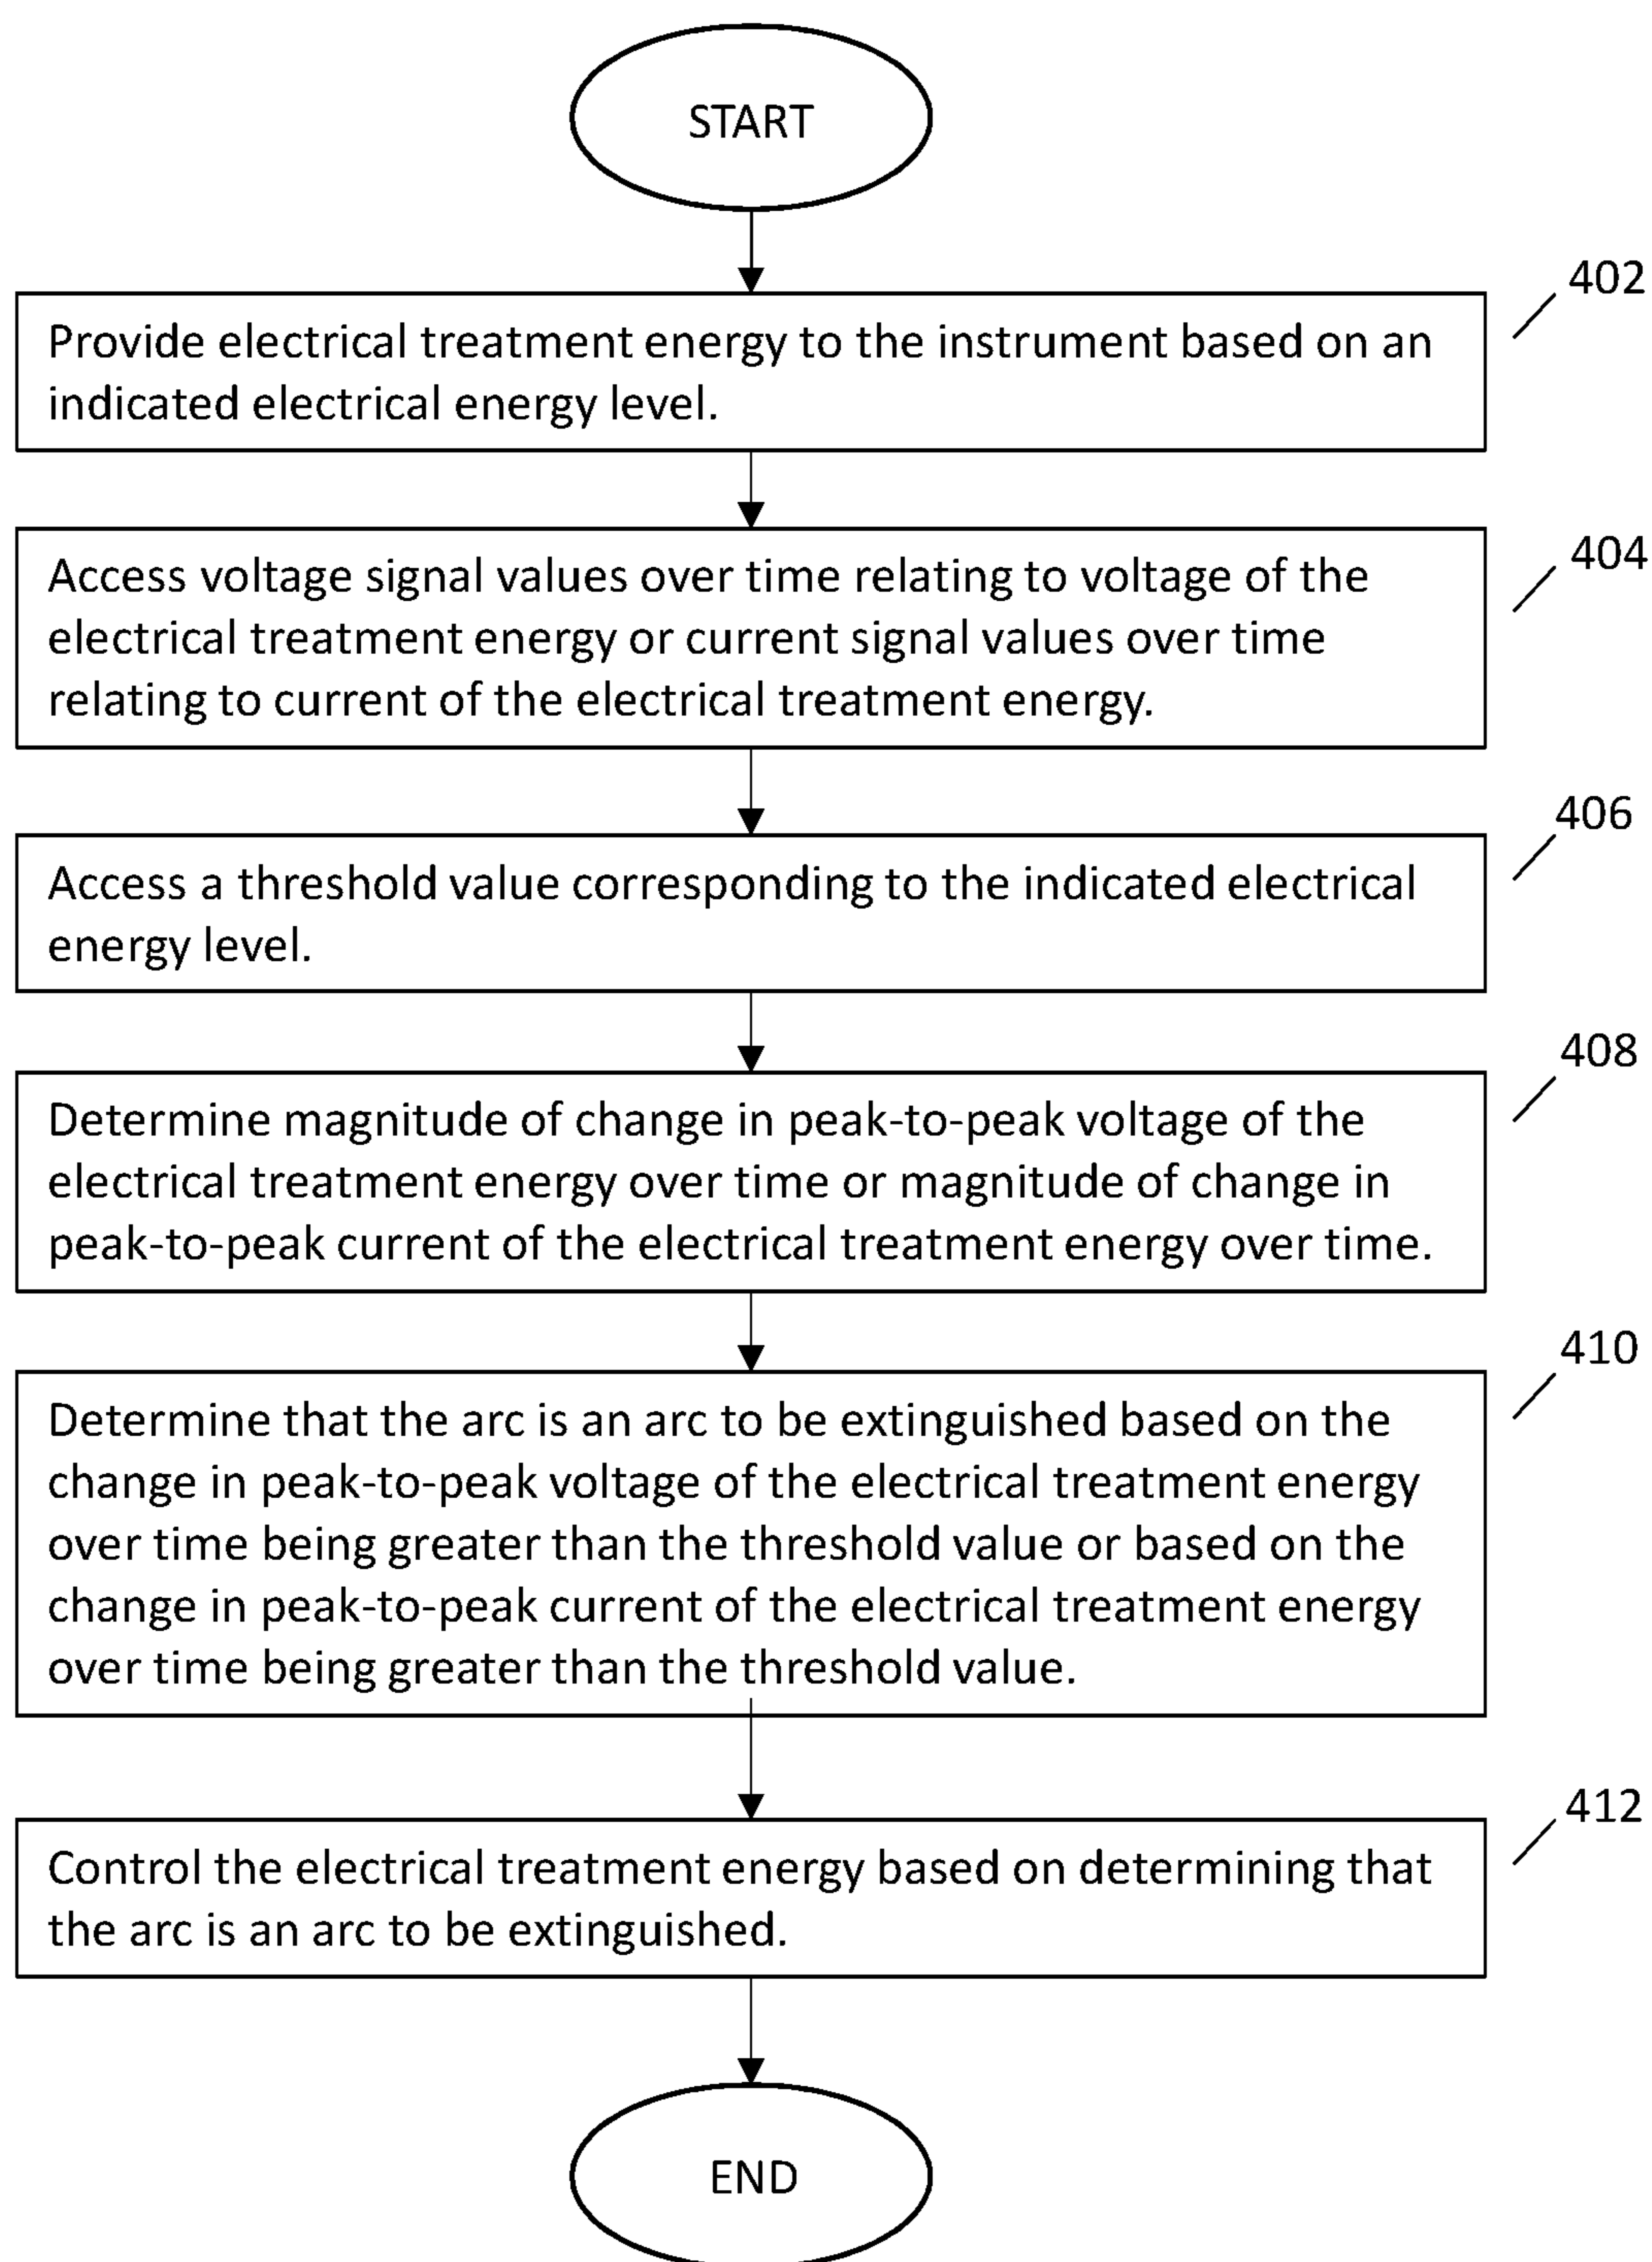 START
402
Provide electrical treatment energy to the instrument based on an
indicated electrical energy level.
404
Access voltage signal values over time relating to voltage of the
electrical treatment energy or current signal values over time
relating to current of the electrical treatment energy.
406
Access a threshold value corresponding to the indicated electrical
energy level.
408
Determine magnitude of change in peak-to-peak voltage of the
electrical treatment energy over time or magnitude of change in
peak-to-peak current of the electrical treatment energy over time.
410
Determine that the arc is an arc to be extinguished based on the
change in peak-to-peak voltage of the electrical treatment energy
over time being greater than the threshold value or based on the
change in peak-to-peak current of the electrical treatment energy
over time being greater than the threshold value.
412
Control the electrical treatment energy based on determining that
the arc is an arc to be extinguished.
END